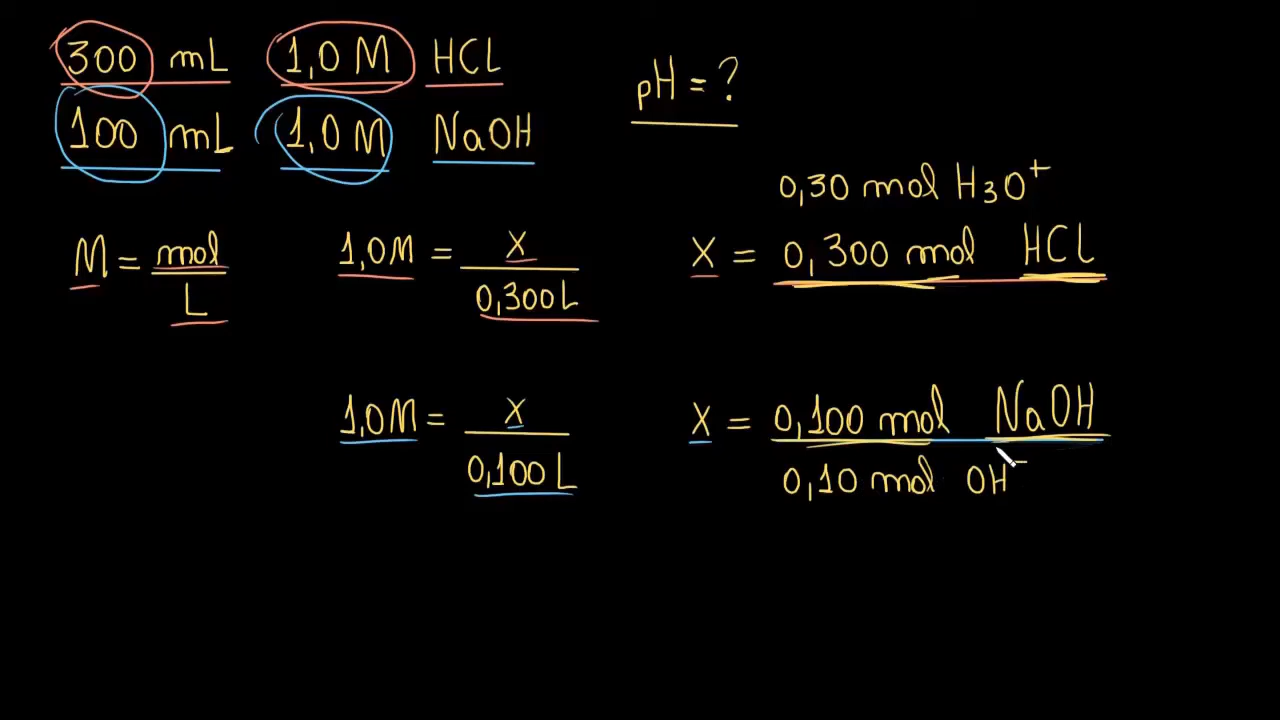 300 mL 1,0 M HCL
100 mL 1,0 M NaOH
pH = ?
0,30 mol H3O+
M = mol / L
1,0M = X / 0,300L
X = 0,300 mol HCL
1,0M = X / 0,100 L
X = 0,100 mol NaOH
0,10 mol OH-